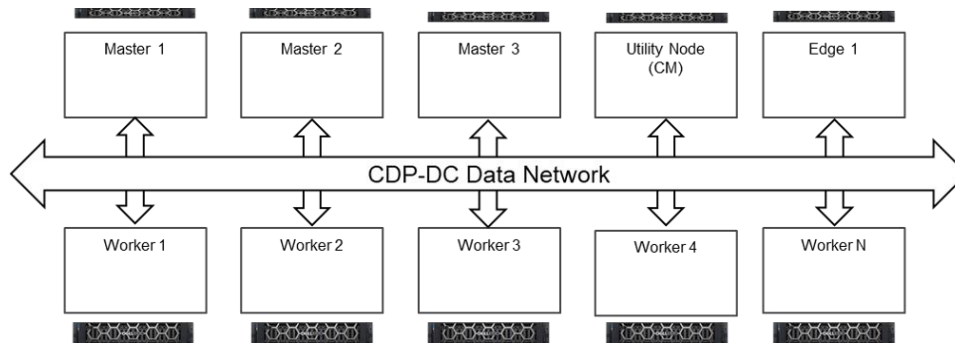 Master 1
Master 2
Master 3
Utility Node
(CM)
Edge 1
CDP-DC Data Network
Worker 1
Worker 2
Worker 3
Worker 4
Worker N